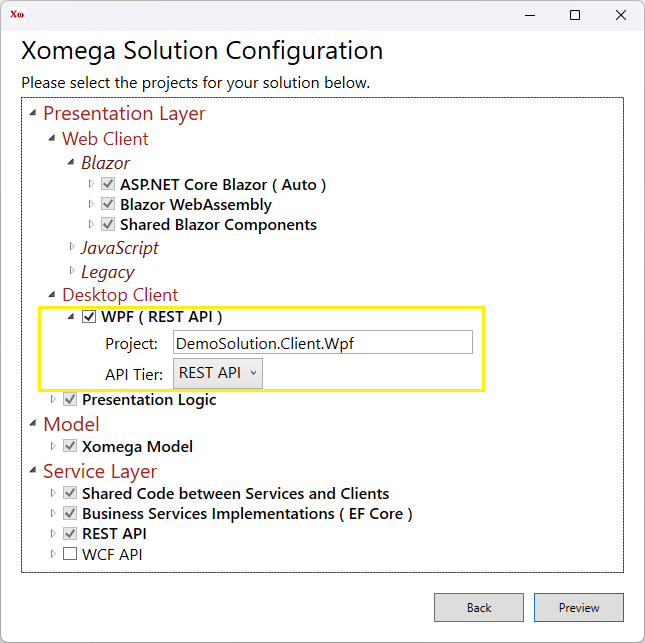 Xω
Xomega Solution Configuration
Please select the projects for your solution below.
Presentation Layer
Web Client
Blazor
ASP.NET Core Blazor ( Auto )
Blazor WebAssembly
Shared Blazor Components
JavaScript
Legacy
Desktop Client
WPF ( REST API )
Project: DemoSolution.Client.Wpf
API Tier: REST API
Presentation Logic
Model
Xomega Model
Service Layer
Shared Code between Services and Clients
Business Services Implementations ( EF Core )
REST API
WCF API
Back Preview